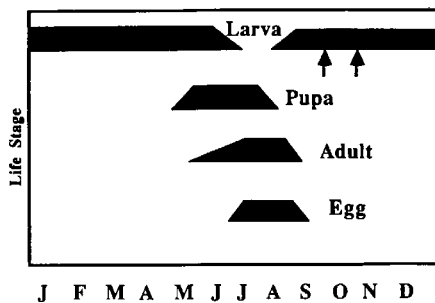 Larva
Pupa
Adult
Egg
Life Stage
J F M A M J J A S O N D